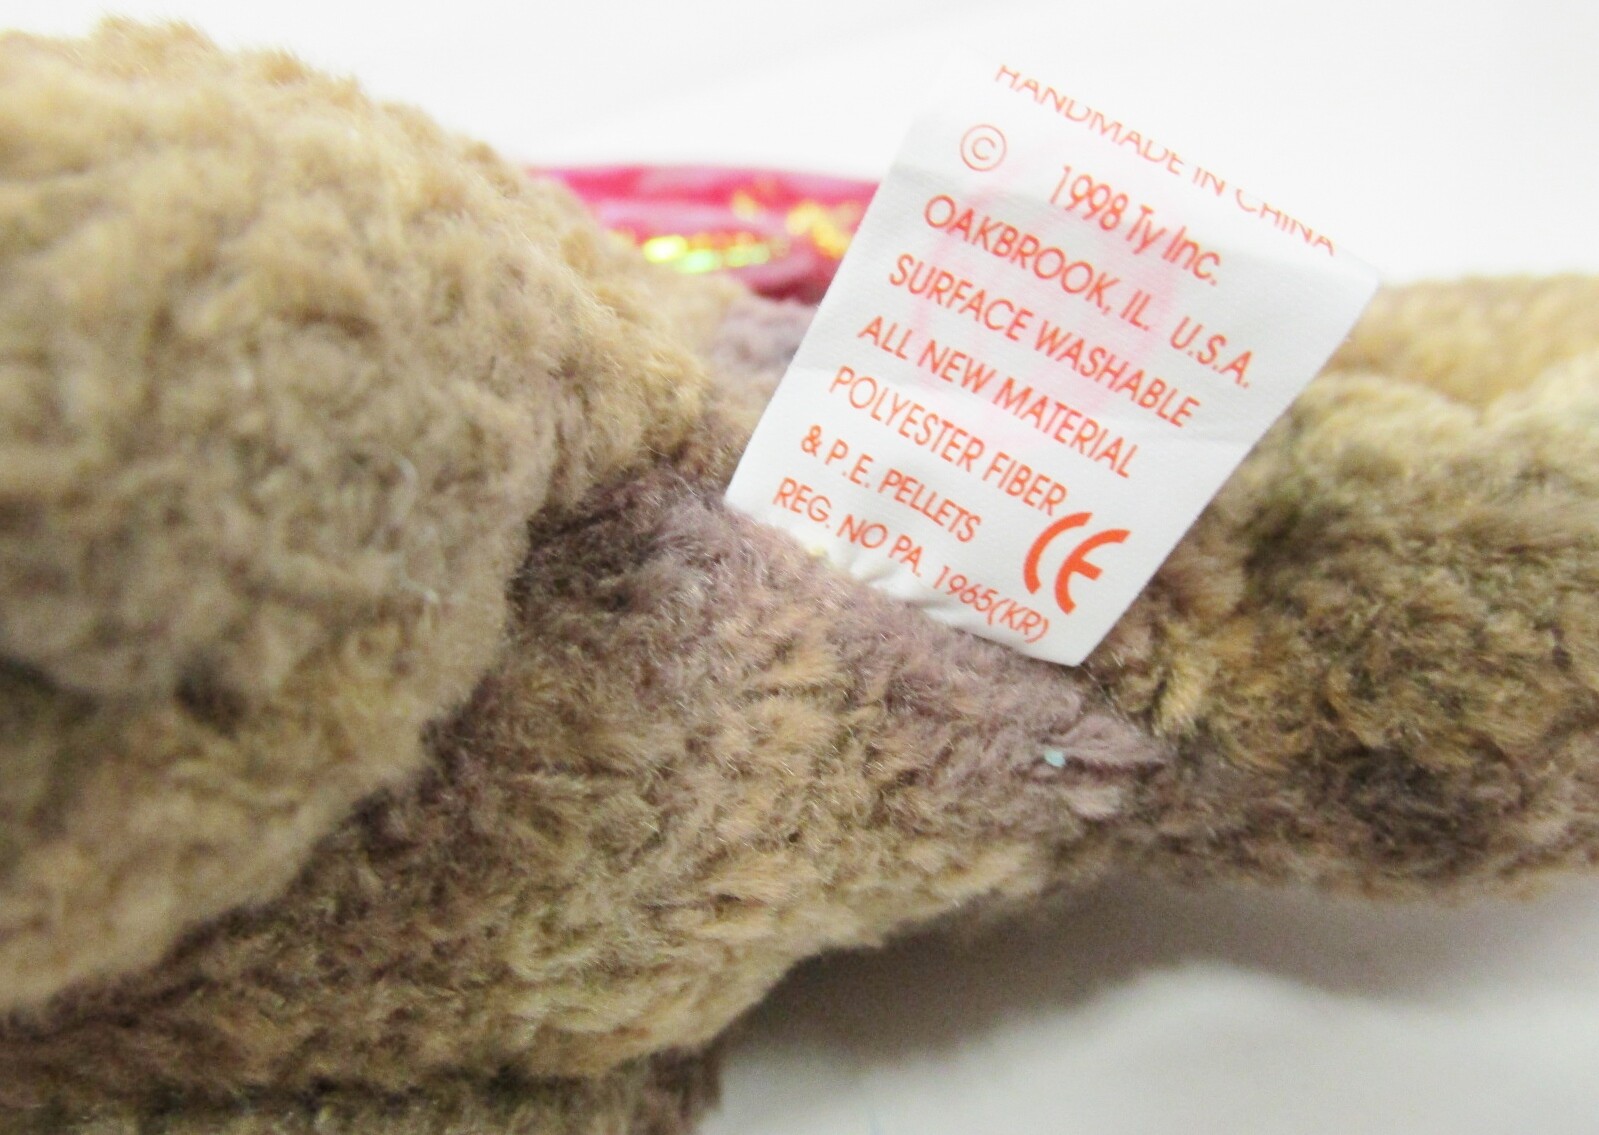 HANDMADE IN CHINA
© 1998 Ty Inc.
OAKBROOK, IL. U.S.A.
SURFACE WASHABLE
ALL NEW MATERIAL
POLYESTER FIBER
& P.E. PELLETS CE
REG. NO PA. 1965(KR)